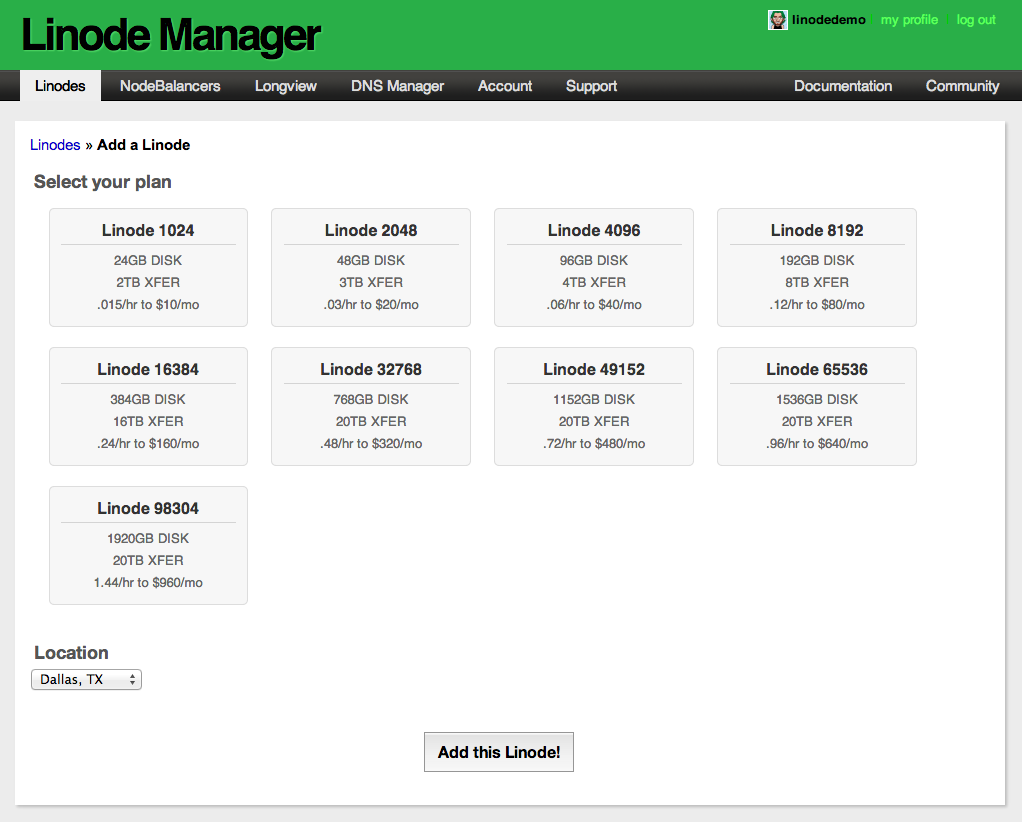 Linode Manager
linodedemo my profile log out
Linodes NodeBalancers Longview DNS Manager Account Support Documentation Community
Linodes » Add a Linode
Select your plan
Linode 1024
24GB DISK
2TB XFER
.015/hr to $10/mo
Linode 2048
48GB DISK
3TB XFER
.03/hr to $20/mo
Linode 4096
96GB DISK
4TB XFER
.06/hr to $40/mo
Linode 8192
192GB DISK
8TB XFER
.12/hr to $80/mo
Linode 16384
384GB DISK
16TB XFER
.24/hr to $160/mo
Linode 32768
768GB DISK
20TB XFER
.48/hr to $320/mo
Linode 49152
1152GB DISK
20TB XFER
.72/hr to $480/mo
Linode 65536
1536GB DISK
20TB XFER
.96/hr to $640/mo
Linode 98304
1920GB DISK
20TB XFER
1.44/hr to $960/mo
Location
Dallas, TX
Add this Linode!